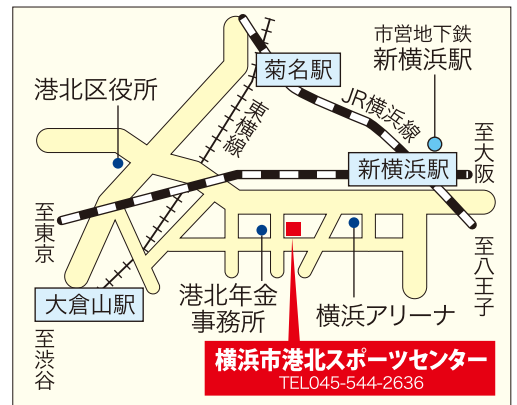 市営地下鉄
新横浜駅
菊名駅
港北区役所
東横線
JR横浜線
新横浜駅
至大阪
至東京
至八王子
大倉山駅
至渋谷
港北年金
事務所
横浜アリーナ
横浜市港北スポーツセンター
TEL045-544-2636